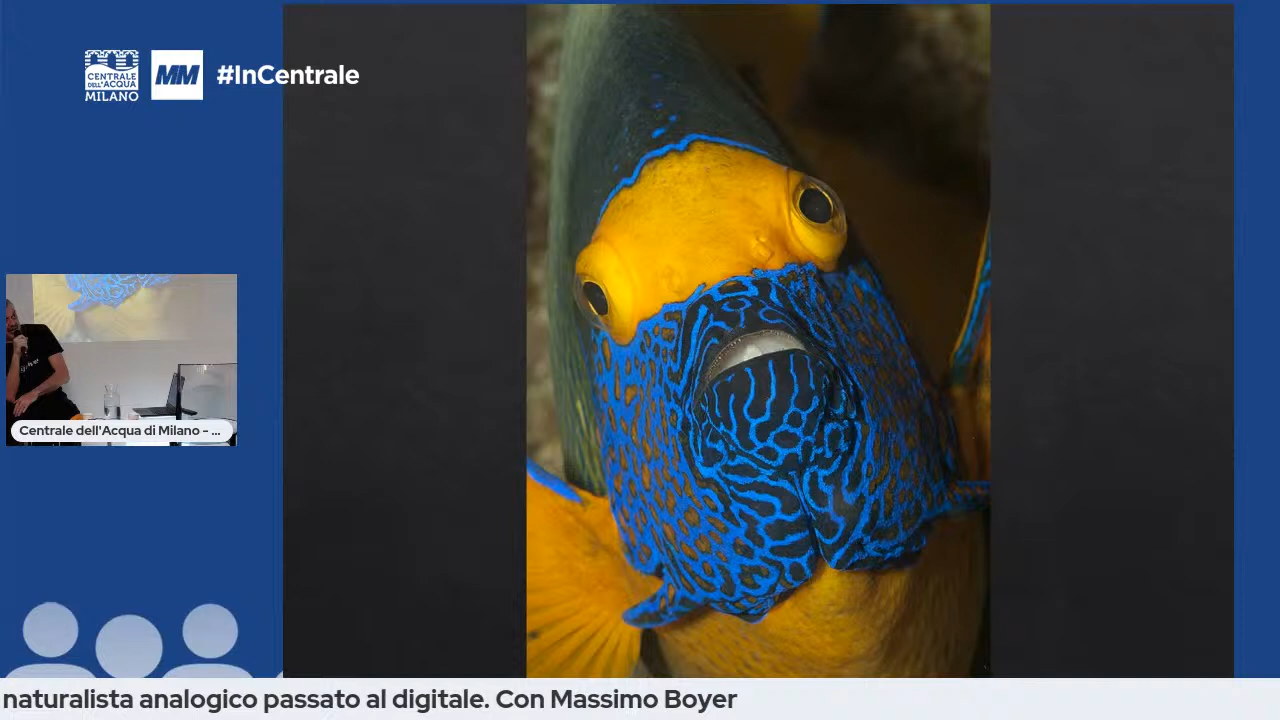 CENTRALE
DELL'ACQUA
MILANO
MM
#InCentrale
Centrale dell'Acqua di Milano - ...
naturalista analogico passato al digitale. Con Massimo Boyer